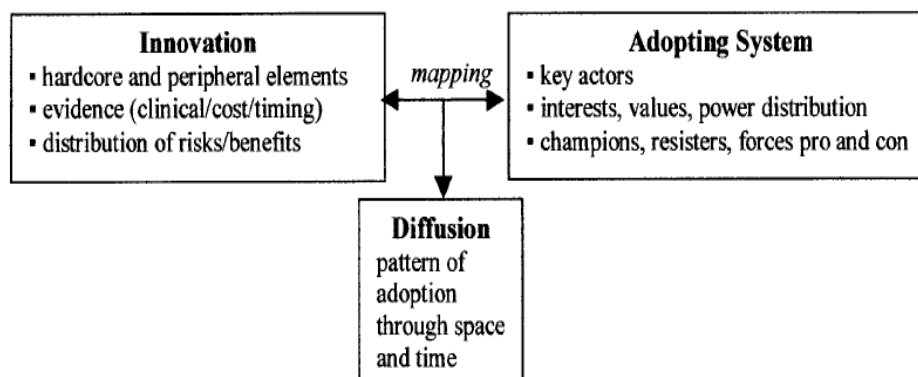 Innovation
▪ hardcore and peripheral elements
▪ evidence (clinical/cost/timing)
▪ distribution of risks/benefits
mapping
Adopting System
▪ key actors
▪ interests, values, power distribution
▪ champions, resisters, forces pro and con
Diffusion
pattern of
adoption
through space
and time